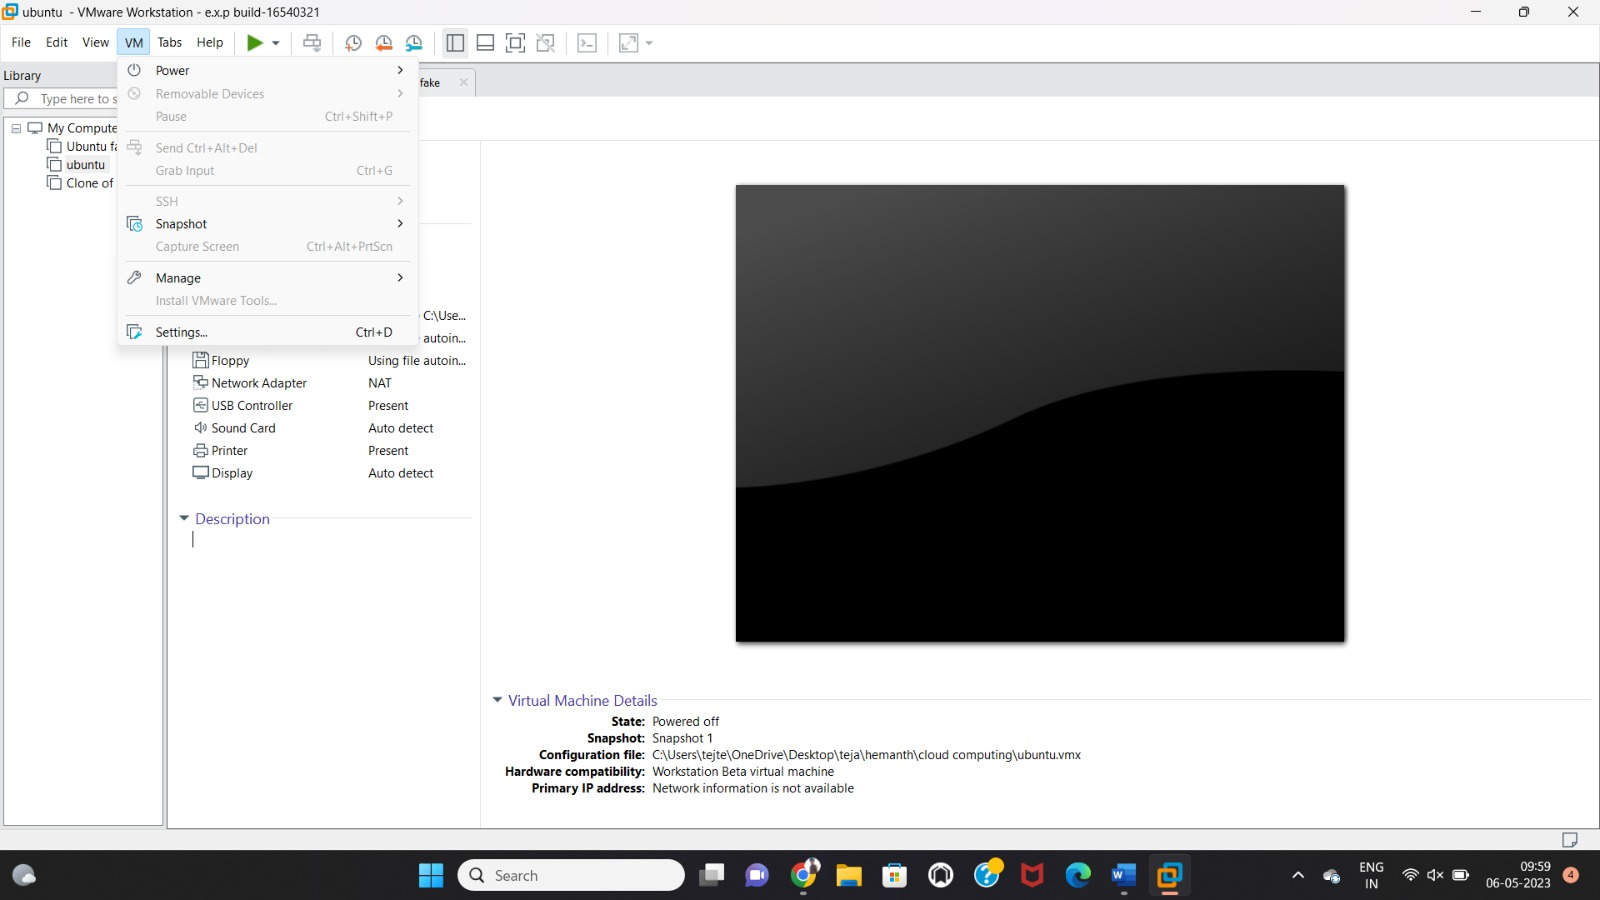 ubuntu - VMware Workstation - e.x.p build-16540321
File Edit View VM Tabs Help
Library
Type here to s
My Compute
Ubuntu fa
ubuntu
Clone of
Power
Removable Devices
Pause Ctrl+Shift+P
Send Ctrl+Alt+Del
Grab Input Ctrl+G
SSH
Snapshot
Capture Screen Ctrl+Alt+PrtScn
Manage
Install VMware Tools...
Settings... Ctrl+D
fake
C:\Use...
autoin...
Floppy Using file autoin...
Network Adapter NAT
USB Controller Present
Sound Card Auto detect
Printer Present
Display Auto detect
Description
Virtual Machine Details
State: Powered off
Snapshot: Snapshot 1
Configuration file: C:\Users\tejte\OneDrive\Desktop\teja\hemanth\cloud computing\ubuntu.vmx
Hardware compatibility: Workstation Beta virtual machine
Primary IP address: Network information is not available
Search
ENG
IN
09:59
06-05-2023
4